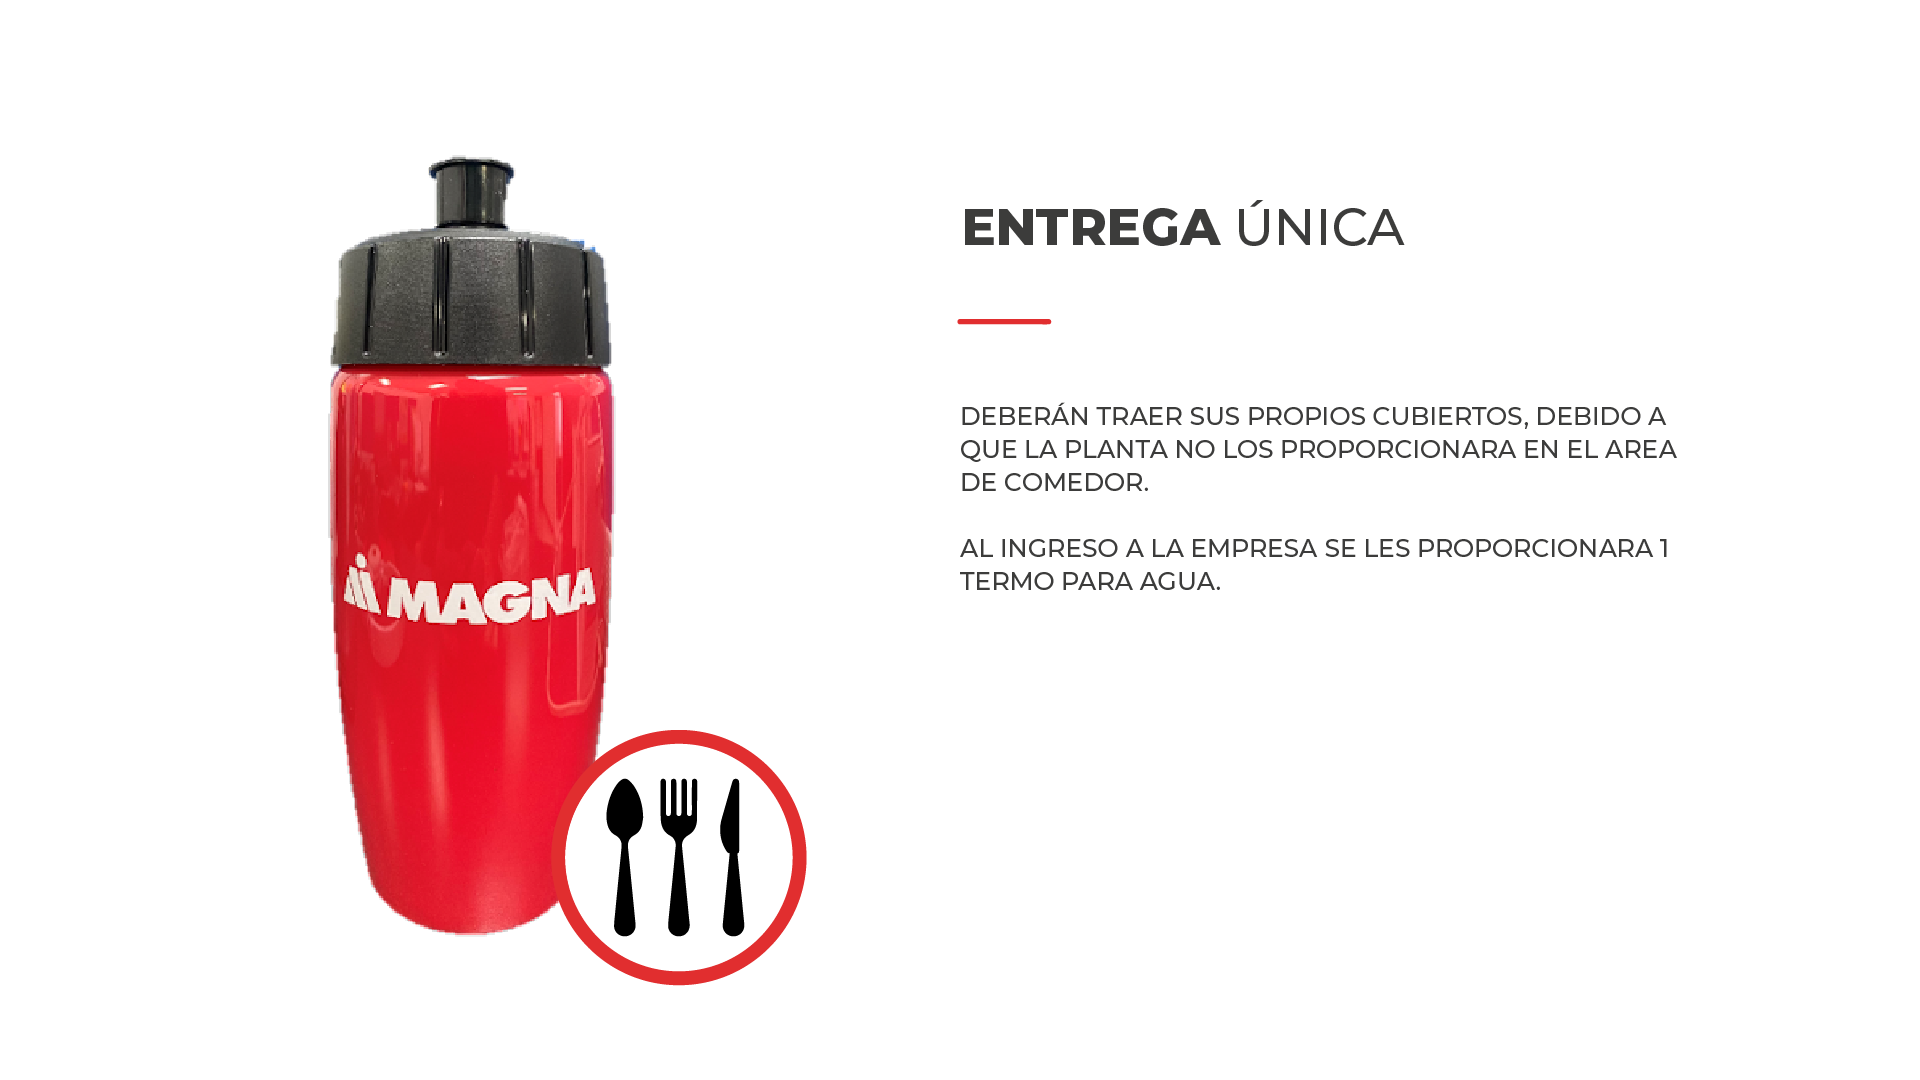 ENTREGA ÚNICA
DEBERÁN TRAER SUS PROPIOS CUBIERTOS, DEBIDO A
QUE LA PLANTA NO LOS PROPORCIONARA EN EL AREA
DE COMEDOR.
AL INGRESO A LA EMPRESA SE LES PROPORCIONARA 1
TERMO PARA AGUA.
MAGNA